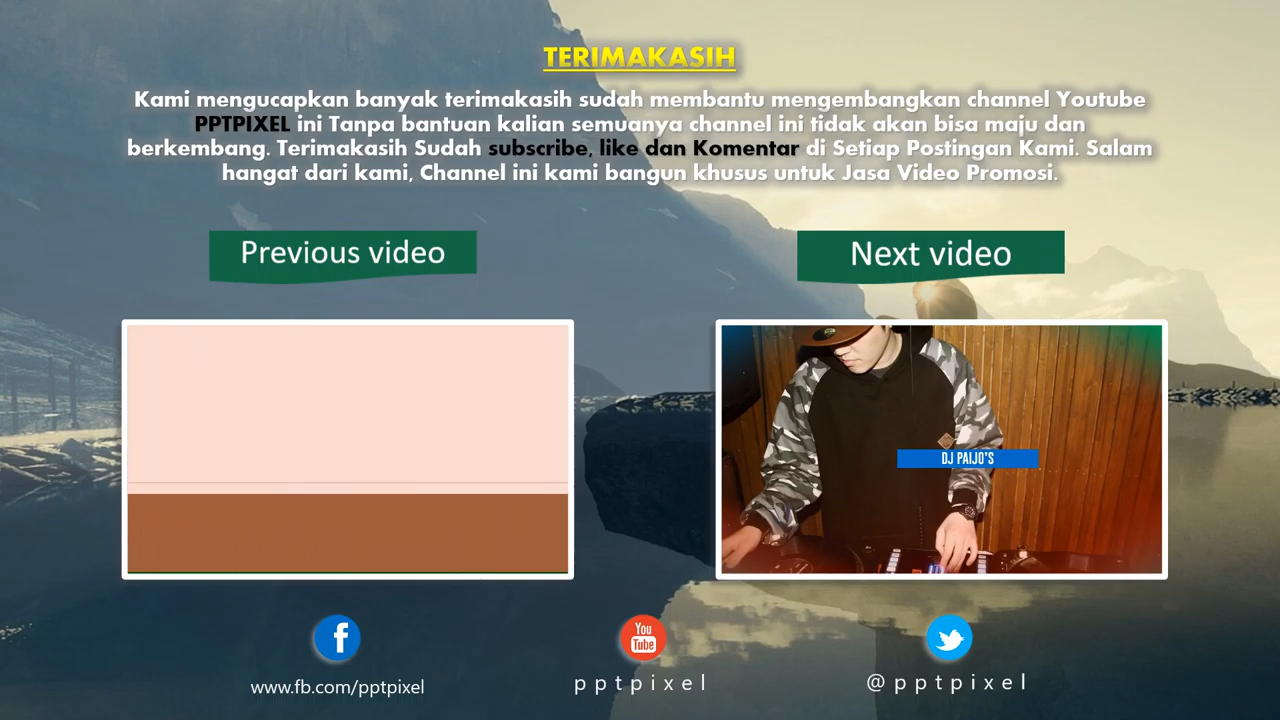 TERIMAKASIH
Kami mengucapkan banyak terimakasih sudah membantu mengembangkan channel Youtube
PPTPIXEL ini Tanpa bantuan kalian semuanya channel ini tidak akan bisa maju dan
berkembang. Terimakasih Sudah subscribe, like dan Komentar di Setiap Postingan Kami. Salam
hangat dari kami, Channel ini kami bangun khusus untuk Jasa Video Promosi.
Previous video
Next video
DJ PAIJO'S
f
You
Tube
www.fb.com/pptpixel
pptpixel
@pptpixel